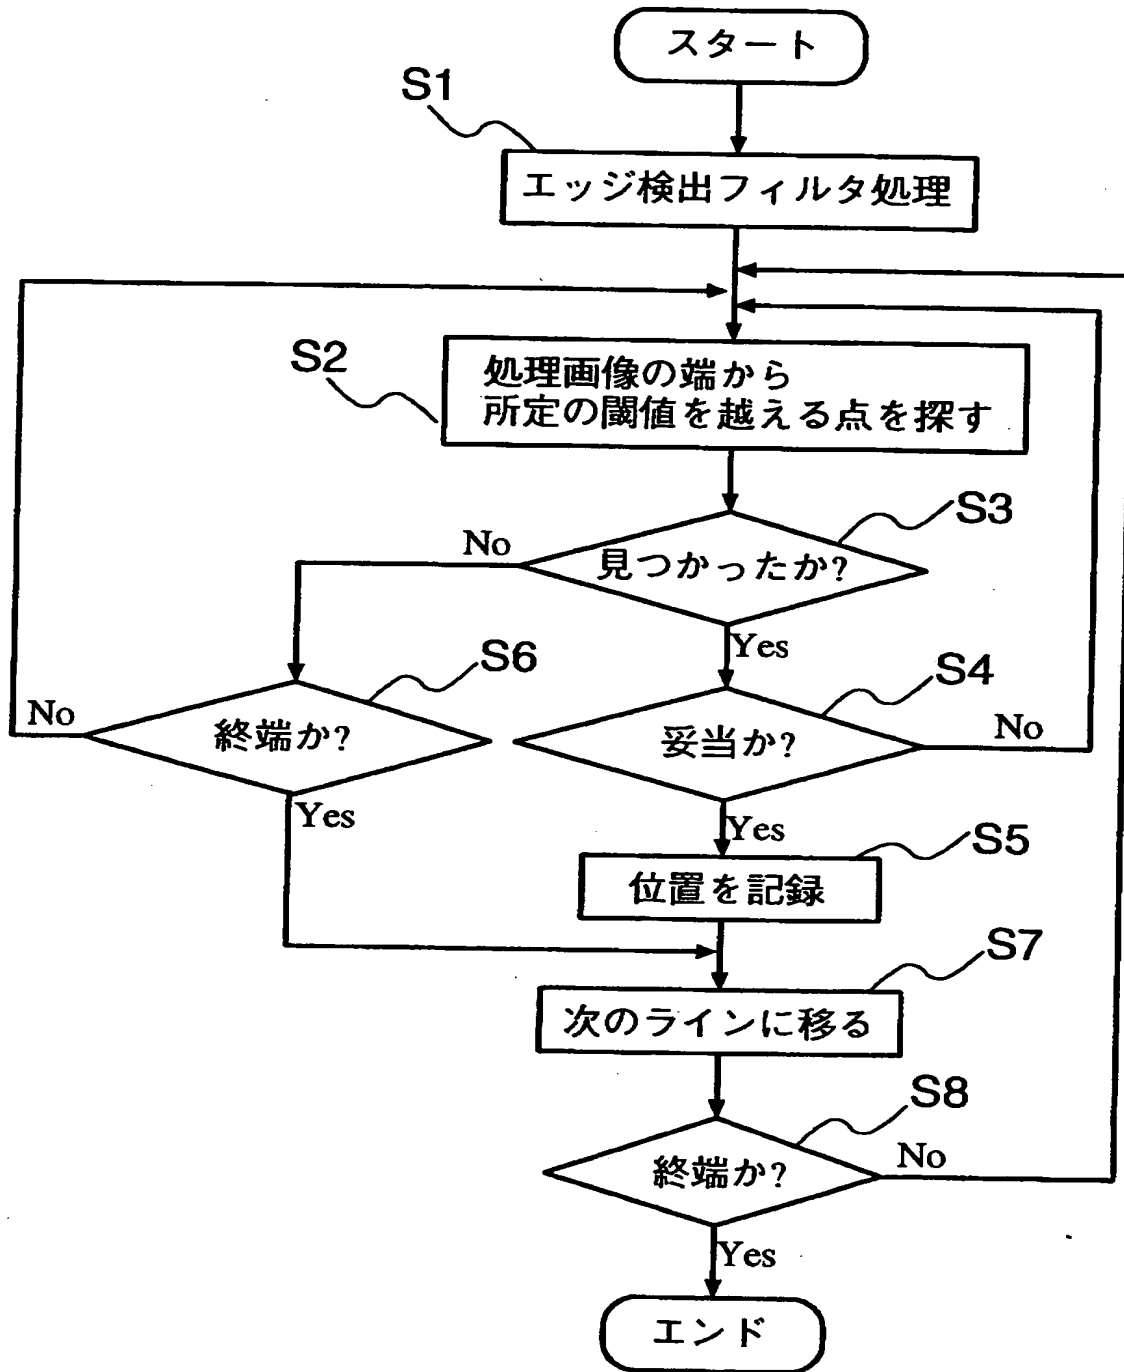 スタート
S1
エッジ検出フィルタ処理
S2
処理画像の端から
所定の閾値を越える点を探す
S3
No
見つかったか?
Yes
S6
S4
No
終端か?
妥当か?
No
Yes
Yes
S5
位置を記録
S7
次のラインに移る
S8
終端か?
No
Yes
エンド